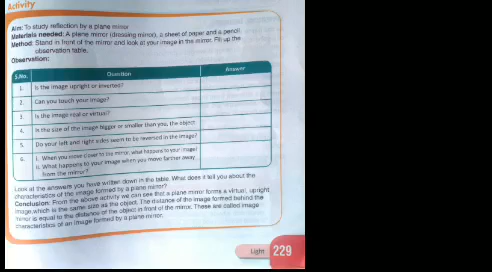 Activity
Aim: To study reflection by a plane mirror
Materials needed: A plane mirror (dressing mirror), a sheet of paper and a pencil
Method: Stand in front of the mirror and look at your image in the mirror. Fill up the
observation table.
Observation:
S.No. Question Answer
1. Is the image upright or inverted?
2. Can you touch your image?
3. Is the image real or virtual?
4. Is the size of the image bigger or smaller than you, the object
5. Do your left and right sides seem to be reversed in the image?
6. i. When you move closer to the mirror, what happens to your image?
ii. What happens to your image when you move farther away
from the mirror?
Look at the answers you have written down in the table. What does it tell you about the
characteristics of the image formed by a plane mirror?
Conclusion: From the above activity we can see that a plane mirror forms a virtual, upright
image, which is the same size as the object. The distance of the image formed behind the
mirror is equal to the distance of the object in front of the mirror. These are called image
characteristics of an image formed by a plane mirror.
Light 229